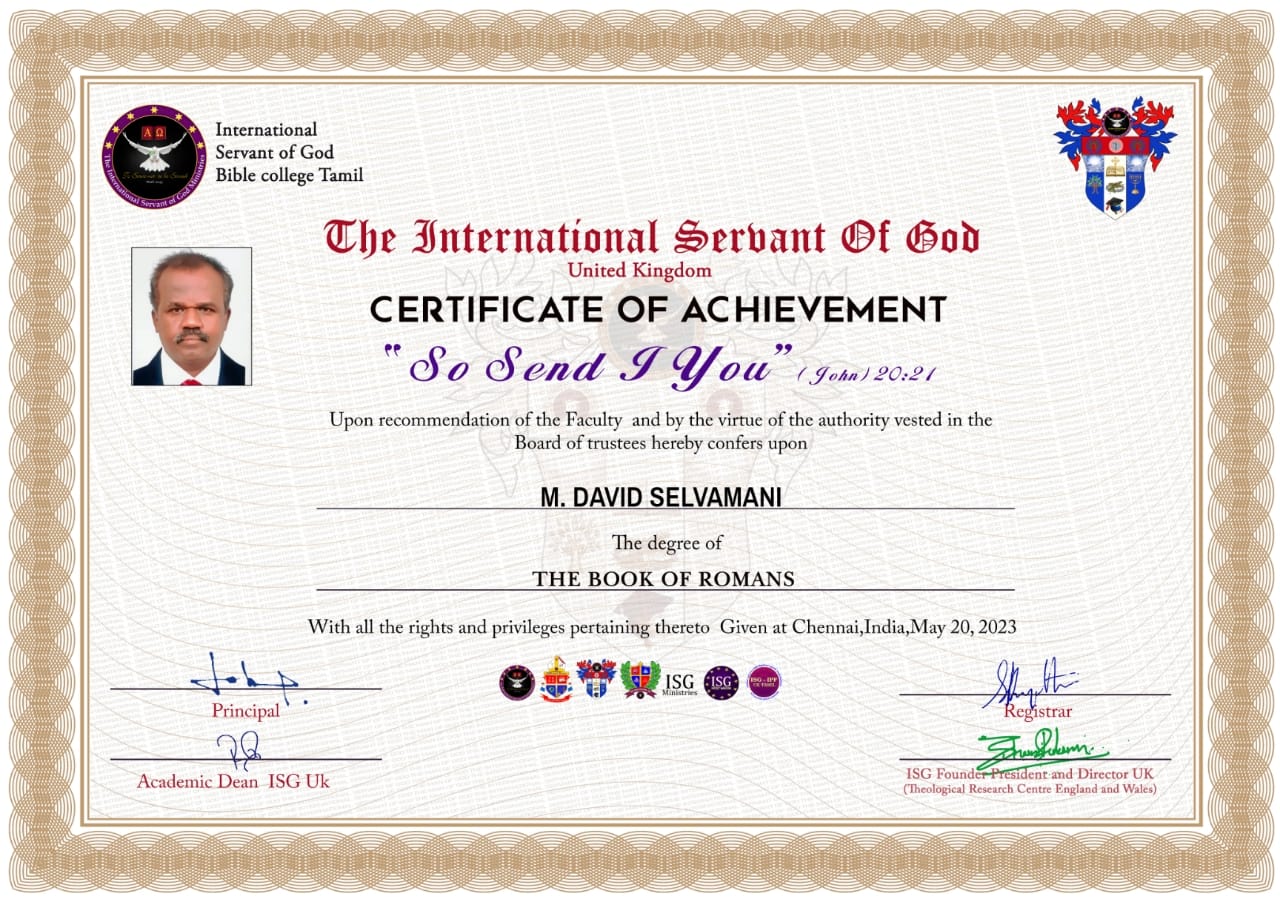 International
Servant of God
Bible college Tamil
Α Ω
The International Servant of God Ministries
The International Servant Of God
United Kingdom
CERTIFICATE OF ACHIEVEMENT
“So Send I You” (John) 20:21
Upon recommendation of the Faculty and by the virtue of the authority vested in the
Board of trustees hereby confers upon
M. DAVID SELVAMANI
The degree of
THE BOOK OF ROMANS
With all the rights and privileges pertaining thereto Given at Chennai,India,May 20, 2023
ISG
Ministries
ISG
Principal
Registrar
Academic Dean ISG Uk
ISG Founder President and Director UK
(Theological Research Centre England and Wales)